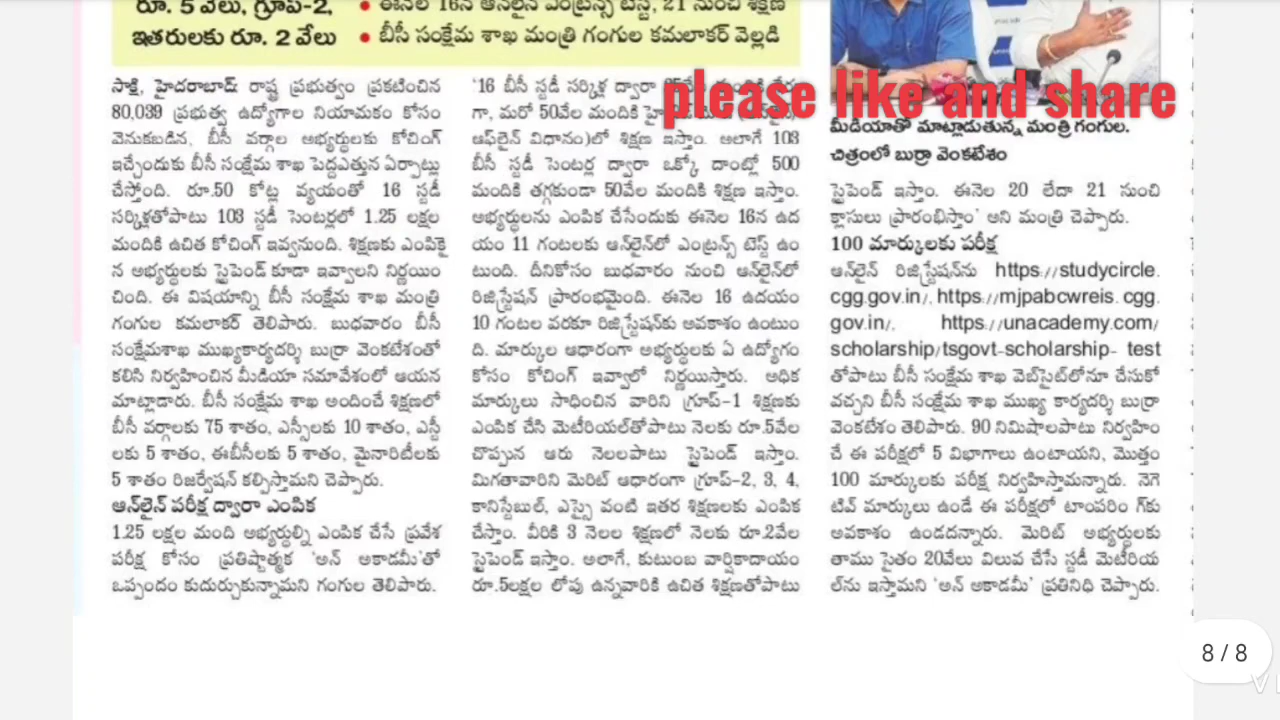 రూ. 5 వేలు, గ్రూప్-2,
ఇతరులకు రూ. 2 వేలు
• ఈనెల 16న ఆన్‌లైన్ ఎంట్రన్స్ టెస్ట్, 21 నుంచి శిక్షణ
• బీసీ సంక్షేమ శాఖ మంత్రి గంగుల కమలాకర్ వెల్లడి
please like and share
సాక్షి, హైదరాబాద్ రాష్ట్ర ప్రభుత్వం ప్రకటించిన
80,039 ప్రభుత్వ ఉద్యోగాల నియామకం కోసం
వెనుకబడిన, బీసీ వర్గాల అభ్యర్థులకు కోచింగ్
ఇచ్చేందుకు బీసీ సంక్షేమ శాఖ పెద్దఎత్తున ఏర్పాట్లు
చేస్తోంది. రూ.50 కోట్ల వ్యయంతో 16 స్టడీ
సర్కిళ్లతోపాటు 103 స్టడీ సెంటర్లలో 1.25 లక్షల
మందికి ఉచిత కోచింగ్ ఇవ్వనుంది. శిక్షణకు ఎంపికై
న అభ్యర్థులకు స్టైపెండ్ కూడా ఇవ్వాలని నిర్ణయిం
చింది. ఈ విషయాన్ని బీసీ సంక్షేమ శాఖ మంత్రి
గంగుల కమలాకర్ తెలిపారు. బుధవారం బీసీ
సంక్షేమశాఖ ముఖ్యకార్యదర్శి బుర్రా వెంకటేశంతో
కలిసి నిర్వహించిన మీడియా సమావేశంలో ఆయన
మాట్లాడారు. బీసీ సంక్షేమ శాఖ అందించే శిక్షణలో
బీసీ వర్గాలకు 75 శాతం, ఎస్సీలకు 10 శాతం, ఎస్టీ
లకు 5 శాతం, ఈబీసీలకు 5 శాతం, మైనారిటీలకు
5 శాతం రిజర్వేషన్ కల్పిస్తామని చెప్పారు.
ఆన్‌లైన్ పరీక్ష ద్వారా ఎంపిక
1.25 లక్షల మంది అభ్యర్థుల్ని ఎంపిక చేసే ప్రవేశ
పరీక్ష కోసం ప్రతిష్టాత్మక 'అన్ అకాడమీ'తో
ఒప్పందం కుదుర్చుకున్నామని గంగుల తెలిపారు.
'16 బీసీ స్టడీ సర్కిళ్ల ద్వారా
గా, మరో 50వేల మందికి
ఆఫ్‌లైన్ విధానం)లో శిక్షణ ఇస్తాం. అలాగే 103
బీసీ స్టడీ సెంటర్ల ద్వారా ఒక్కో దాంట్లో 500
మందికి తగ్గకుండా 50వేల మందికి శిక్షణ ఇస్తాం.
అభ్యర్థులను ఎంపిక చేసేందుకు ఈనెల 16న ఉద
యం 11 గంటలకు ఆన్‌లైన్‌లో ఎంట్రన్స్ టెస్ట్ ఉం
టుంది. దీనికోసం బుధవారం నుంచి ఆన్‌లైన్‌లో
రిజిస్ట్రేషన్ ప్రారంభమైంది. ఈనెల 16 ఉదయం
10 గంటల వరకూ రిజిస్ట్రేషన్‌కు అవకాశం ఉంటుం
ది. మార్కుల ఆధారంగా అభ్యర్థులకు ఏ ఉద్యోగం
కోసం కోచింగ్ ఇవ్వాలో నిర్ణయిస్తారు. అధిక
మార్కులు సాధించిన వారిని గ్రూప్-1 శిక్షణకు
ఎంపిక చేసి మెటీరియల్‌తోపాటు నెలకు రూ.5వేల
చొప్పున ఆరు నెలలపాటు స్టైపెండ్ ఇస్తాం.
మిగతావారిని మెరిట్ ఆధారంగా గ్రూప్-2, 3, 4,
కానిస్టేబుల్, ఎస్సై వంటి ఇతర శిక్షణలకు ఎంపిక
చేస్తాం. వీరికి 3 నెలల శిక్షణలో నెలకు రూ.2వేల
స్టైపెండ్ ఇస్తాం. అలాగే, కుటుంబ వార్షికాదాయం
రూ.5లక్షల లోపు ఉన్నవారికి ఉచిత శిక్షణతోపాటు
మీడియాతో మాట్లాడుతున్న మంత్రి గంగుల.
చిత్రంలో బుర్రా వెంకటేశం
స్టైపెండ్ ఇస్తాం. ఈనెల 20 లేదా 21 నుంచి
క్లాసులు ప్రారంభిస్తాం' అని మంత్రి చెప్పారు.
100 మార్కులకు పరీక్ష
ఆన్‌లైన్ రిజిస్ట్రేషన్‌ను https://studycircle.
cgg.gov.in/, https://mjpabcwreis. cgg.
gov.in/, https://unacademy.com/
scholarship/tsgovt-scholarship- test
తోపాటు బీసీ సంక్షేమ శాఖ వెబ్‌సైట్‌లోనూ చేసుకో
వచ్చని బీసీ సంక్షేమ శాఖ ముఖ్య కార్యదర్శి బుర్రా
వెంకటేశం తెలిపారు. 90 నిమిషాలపాటు నిర్వహిం
చే ఈ పరీక్షలో 5 విభాగాలు ఉంటాయని, మొత్తం
100 మార్కులకు పరీక్ష నిర్వహిస్తామన్నారు. నెగె
టివ్ మార్కులు ఉండే ఈ పరీక్షలో టాంపరిం గ్‌కు
అవకాశం ఉండదన్నారు. మెరిట్ అభ్యర్థులకు
తాము సైతం 20వేలు విలువ చేసే స్టడీ మెటీరియ
ల్‌ను ఇస్తామని 'అన్ అకాడమీ' ప్రతినిధి చెప్పారు.
8 / 8